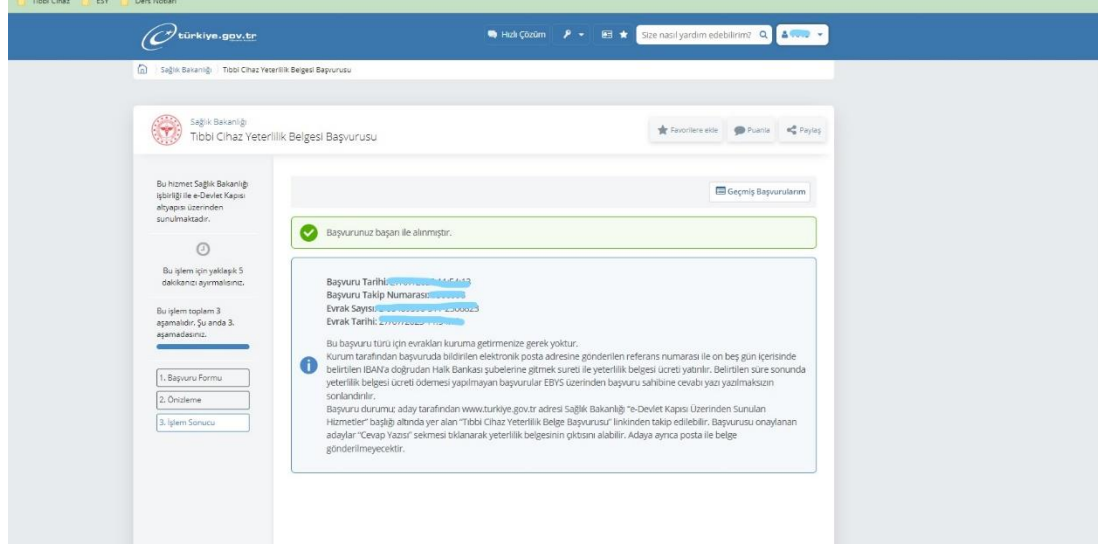 Tıbbi Cihaz ESY Ders Notları
türkiye.gov.tr
Hızlı Çözüm
Size nasıl yardım edebilirim?
Sağlık Bakanlığı Tıbbi Cihaz Yeterlilik Belgesi Başvurusu
Sağlık Bakanlığı
Tıbbi Cihaz Yeterlilik Belgesi Başvurusu
Favorilere ekle Puanla Paylaş
Bu hizmet Sağlık Bakanlığı
işbirliği ile e-Devlet Kapısı
altyapısı üzerinden
sunulmaktadır.
Bu işlem için yaklaşık 5
dakikanızı ayırmalısınız.
Bu işlem toplam 3
aşamalıdır. Şu anda 3.
aşamadasınız.
1. Başvuru Formu
2. Önizleme
3. İşlem Sonucu
Geçmiş Başvurularım
Başvurunuz başarı ile alınmıştır.
Başvuru Tarihi:
Başvuru Takip Numarası:
Evrak Sayısı:
Evrak Tarihi:
Bu başvuru türü için evrakları kuruma getirmenize gerek yoktur.
Kurum tarafından başvuruda bildirilen elektronik posta adresine gönderilen referans numarası ile on beş gün içerisinde
belirtilen IBAN'a doğrudan Halk Bankası şubelerine gitmek sureti ile yeterlilik belgesi ücreti yatırılır. Belirtilen süre sonunda
yeterlilik belgesi ücreti ödemesi yapılmayan başvurular EBYS üzerinden başvuru sahibine cevabı yazı yazılmaksızın
sonlandırılır.
Başvuru durumu; aday tarafından www.turkiye.gov.tr adresi Sağlık Bakanlığı "e-Devlet Kapısı Üzerinden Sunulan
Hizmetler" başlığı altında yer alan "Tıbbi Cihaz Yeterlilik Belge Başvurusu" linkinden takip edilebilir. Başvurusu onaylanan
adaylar "Cevap Yazısı" sekmesi tıklanarak yeterlilik belgesinin çıktısını alabilir. Adaya ayrıca posta ile belge
gönderilmeyecektir.